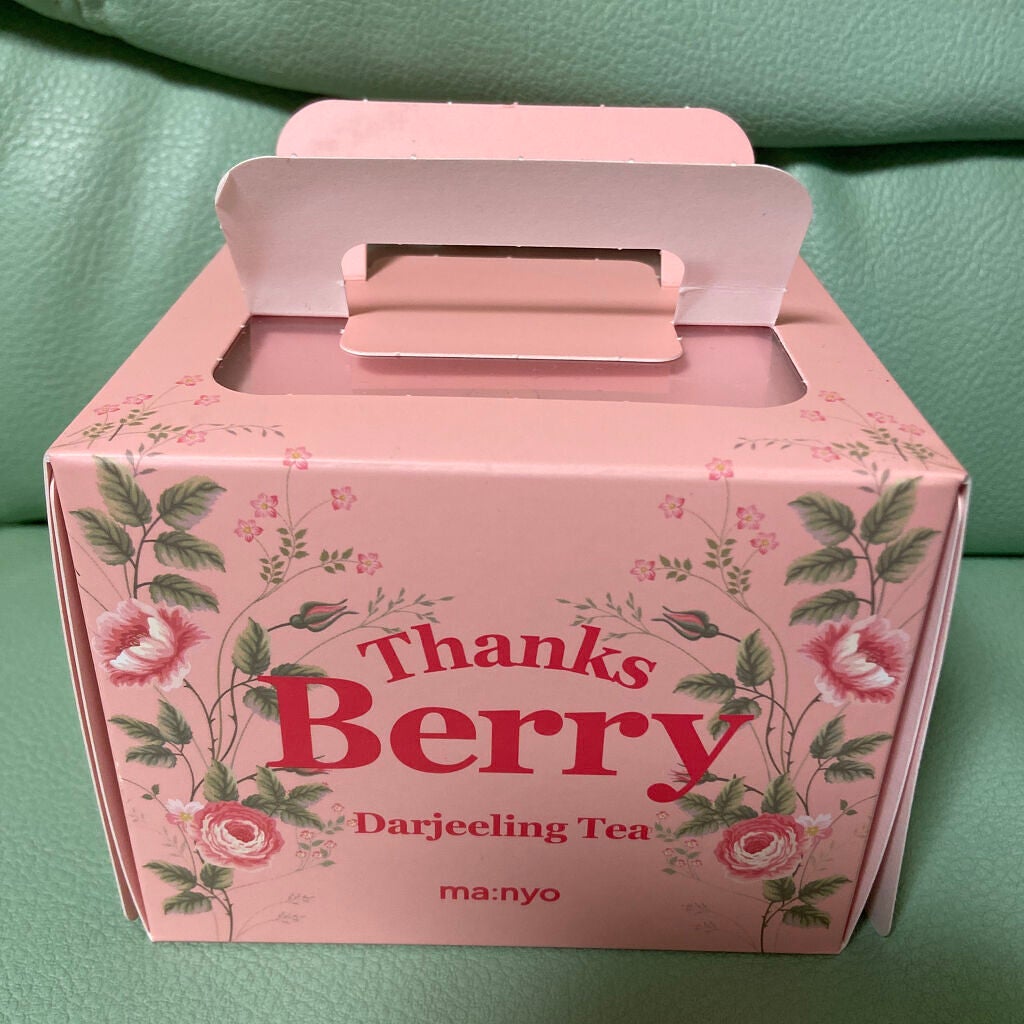 Thanks
Berry
Darjeeling Tea
ma:nyo